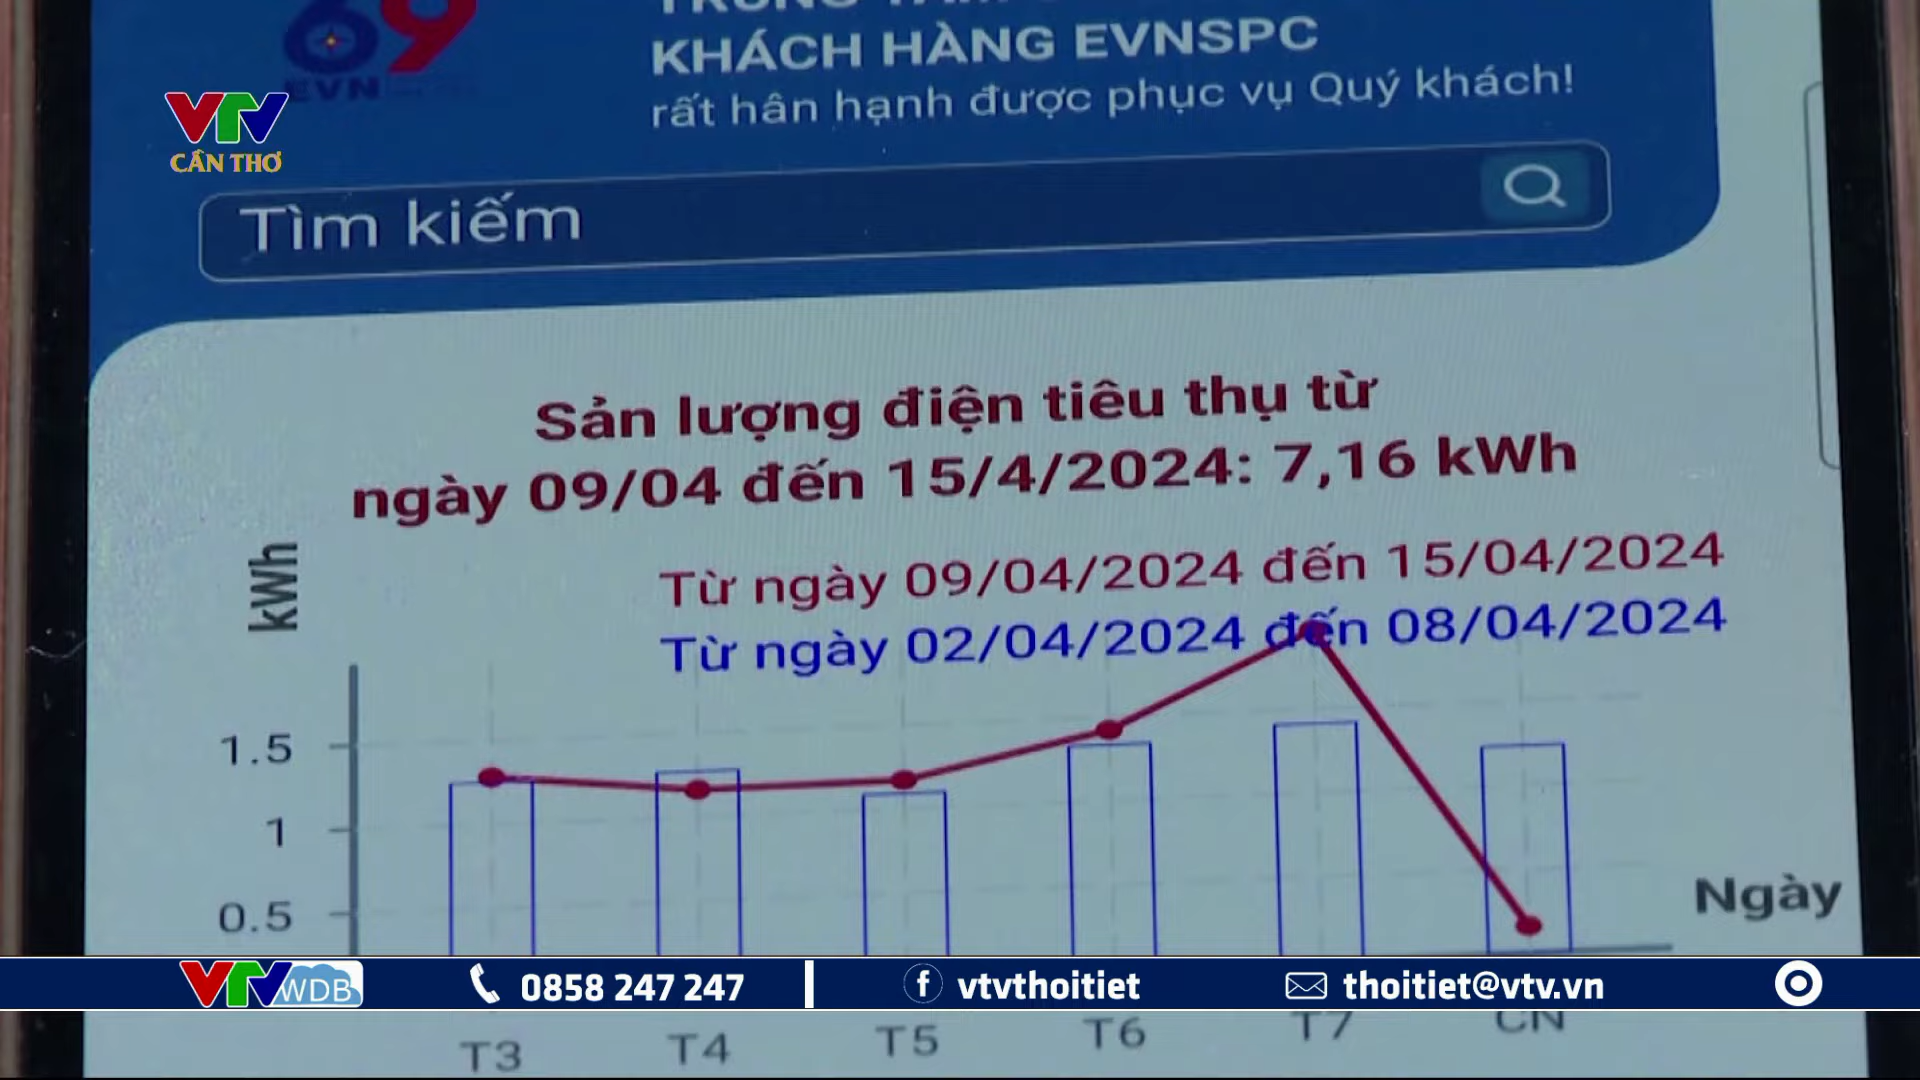 69
EVN
KHÁCH HÀNG EVNSPC
rất hân hạnh được phục vụ Quý khách!
VTV
CẦN THƠ
Tìm kiếm
Sản lượng điện tiêu thụ từ
ngày 09/04 đến 15/4/2024: 7,16 kWh
kWh
Từ ngày 09/04/2024 đến 15/04/2024
Từ ngày 02/04/2024 đến 08/04/2024
1.5
1
0.5
Ngày
VTV WDB
0858 247 247
vtvthoitiet
thoitiet@vtv.vn
T3 T4 T5 T6 T7 CN